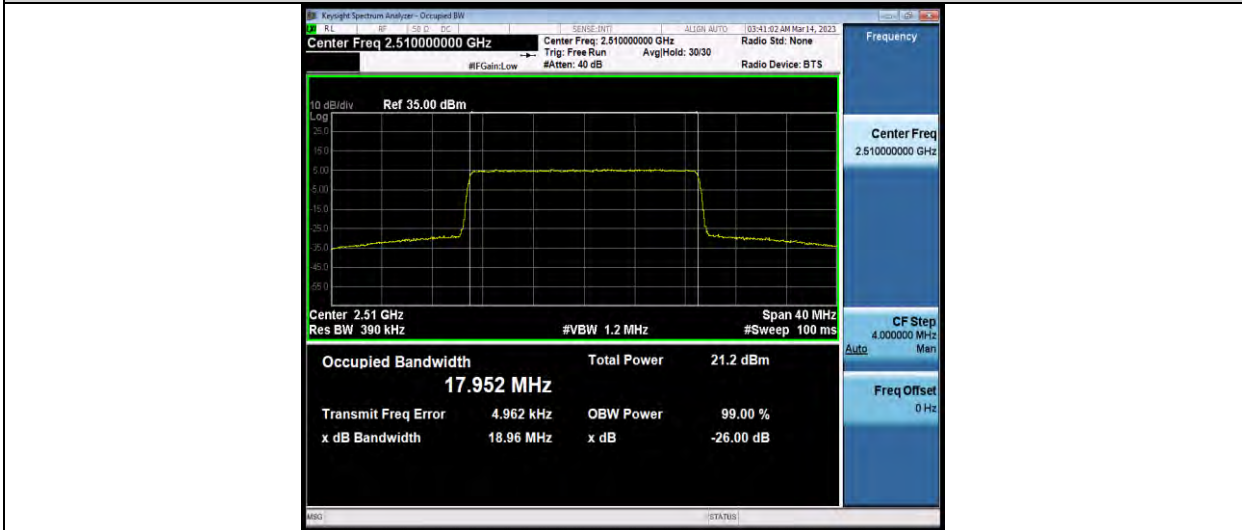 Keysight Spectrum Analyzer - Occupied BW
RL RF 50 Ω DC SENSE:INT ALIGN AUTO 03:41:02 AM Mar 14, 2023
Center Freq 2.510000000 GHz
Center Freq: 2.510000000 GHz Radio Std: None
Trig: Free Run Avg|Hold: 30/30
#IFGain:Low #Atten: 40 dB Radio Device: BTS
Frequency
10 dB/div Ref 35.00 dBm
Log
25.0
15.0
5.00
-5.00
-15.0
-25.0
-35.0
-45.0
-55.0
Center 2.51 GHz Span 40 MHz
Res BW 390 kHz #VBW 1.2 MHz #Sweep 100 ms
Center Freq
2.510000000 GHz
CF Step
4.000000 MHz
Auto Man
Freq Offset
0 Hz
Occupied Bandwidth Total Power 21.2 dBm
17.952 MHz
Transmit Freq Error 4.962 kHz OBW Power 99.00 %
x dB Bandwidth 18.96 MHz x dB -26.00 dB
MSG STATUS